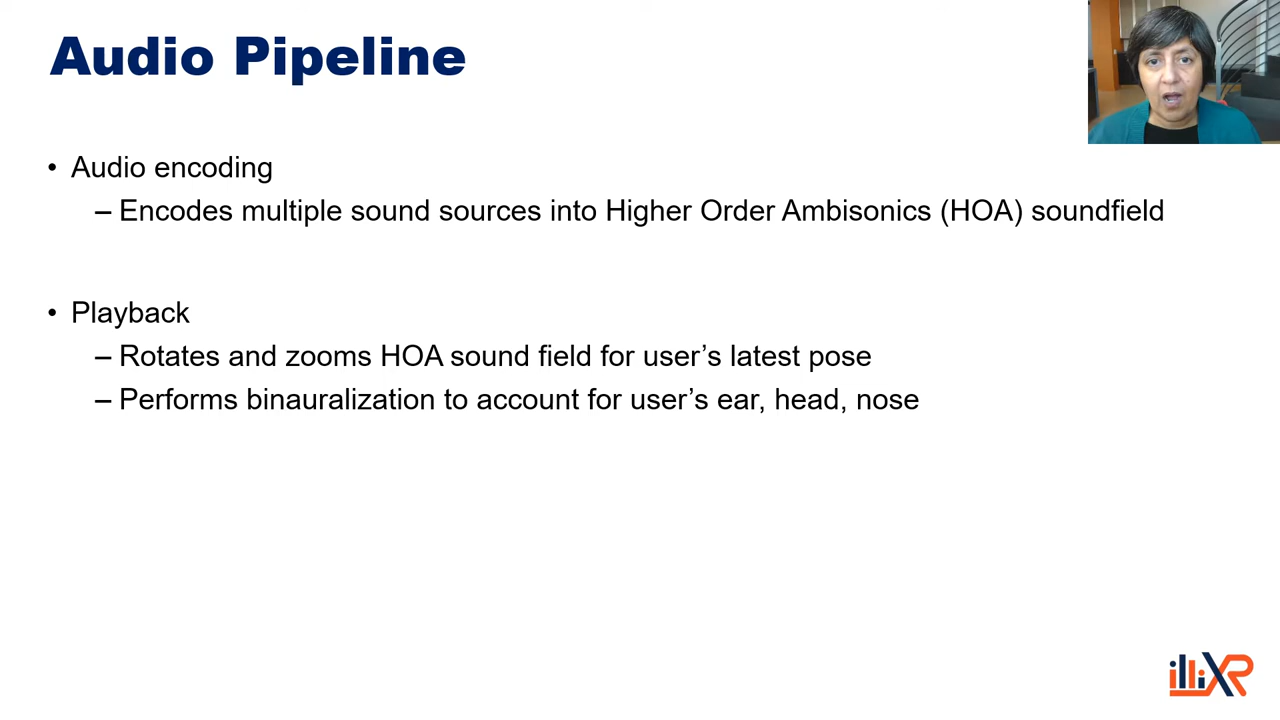 Audio Pipeline
• Audio encoding
– Encodes multiple sound sources into Higher Order Ambisonics (HOA) soundfield
• Playback
– Rotates and zooms HOA sound field for user’s latest pose
– Performs binauralization to account for user’s ear, head, nose
illiXR